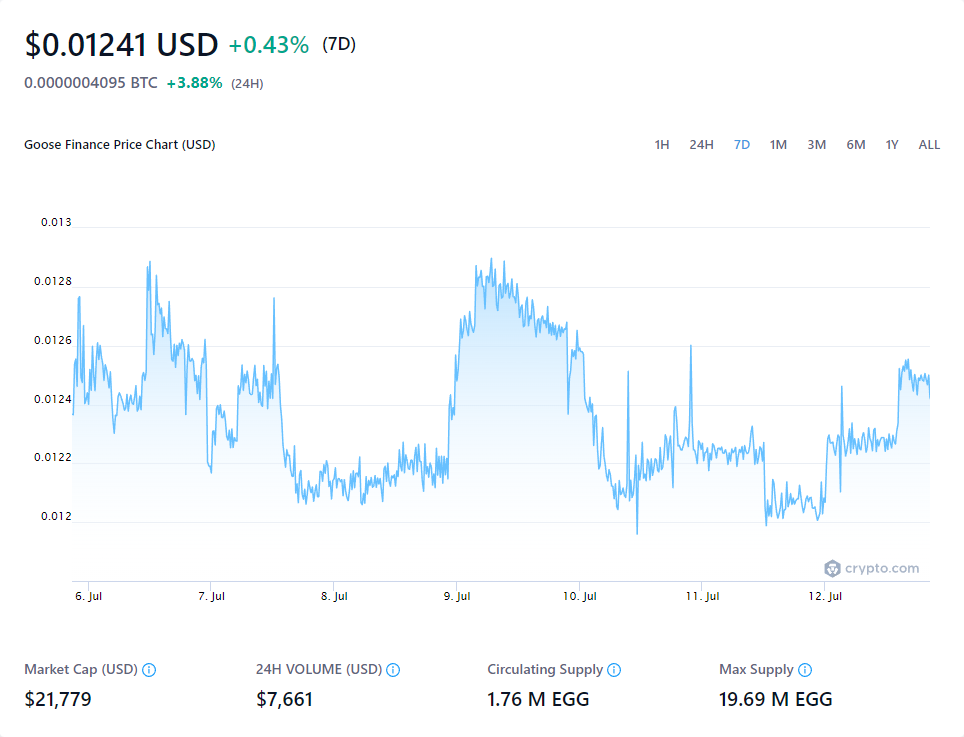 $0.01241 USD +0.43% (7D)
0.0000004095 BTC +3.88% (24H)
Goose Finance Price Chart (USD) 1H 24H 7D 1M 3M 6M 1Y ALL
0.013
0.0128
0.0126
0.0124
0.0122
0.012
crypto.com
6. Jul 7. Jul 8. Jul 9. Jul 10. Jul 11. Jul 12. Jul
Market Cap (USD) 24H VOLUME (USD) Circulating Supply Max Supply
$21,779 $7,661 1.76 M EGG 19.69 M EGG